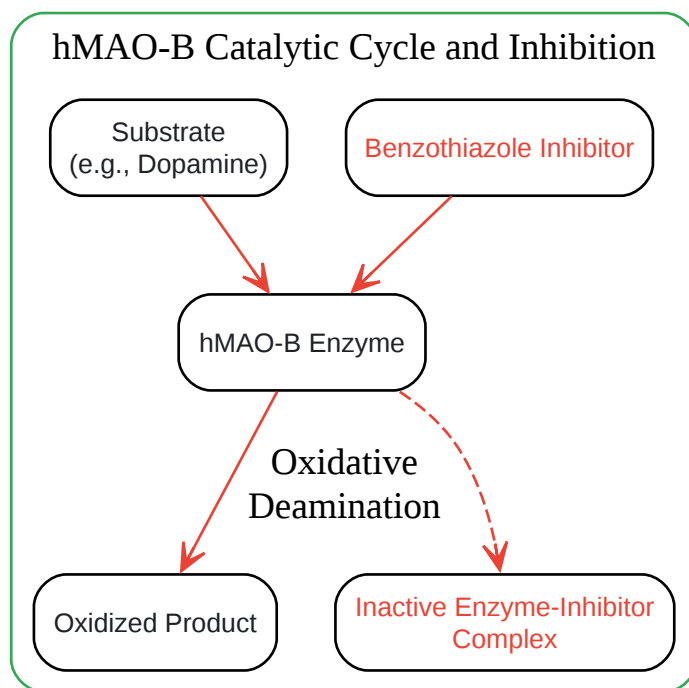 hMAO-B Catalytic Cycle and Inhibition
Substrate
(e.g., Dopamine)
Benzothiazole Inhibitor
hMAO-B Enzyme
Oxidative
Deamination
Oxidized Product
Inactive Enzyme-Inhibitor
Complex